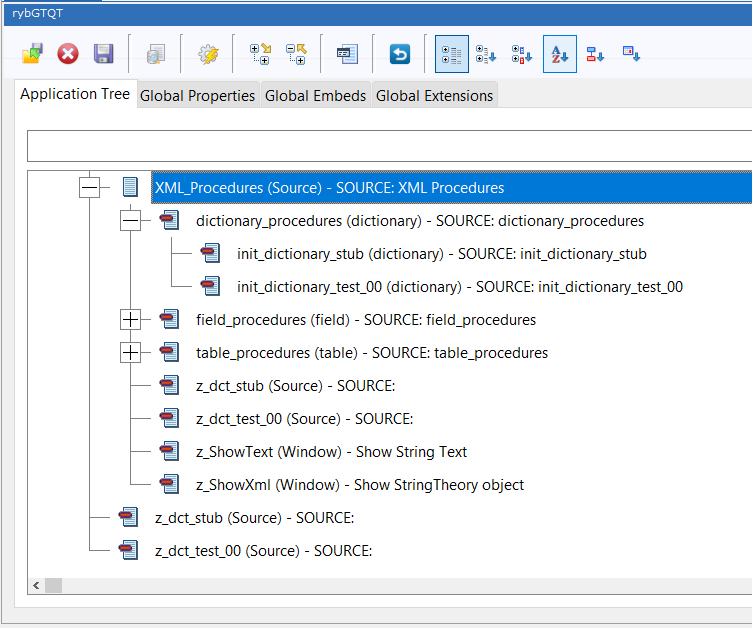 rybGTQT
Application Tree Global Properties Global Embeds Global Extensions
XML_Procedures (Source) - SOURCE: XML Procedures
dictionary_procedures (dictionary) - SOURCE: dictionary_procedures
init_dictionary_stub (dictionary) - SOURCE: init_dictionary_stub
init_dictionary_test_00 (dictionary) - SOURCE: init_dictionary_test_00
field_procedures (field) - SOURCE: field_procedures
table_procedures (table) - SOURCE: table_procedures
z_dct_stub (Source) - SOURCE:
z_dct_test_00 (Source) - SOURCE:
z_ShowText (Window) - Show String Text
z_ShowXml (Window) - Show StringTheory object
z_dct_stub (Source) - SOURCE:
z_dct_test_00 (Source) - SOURCE: